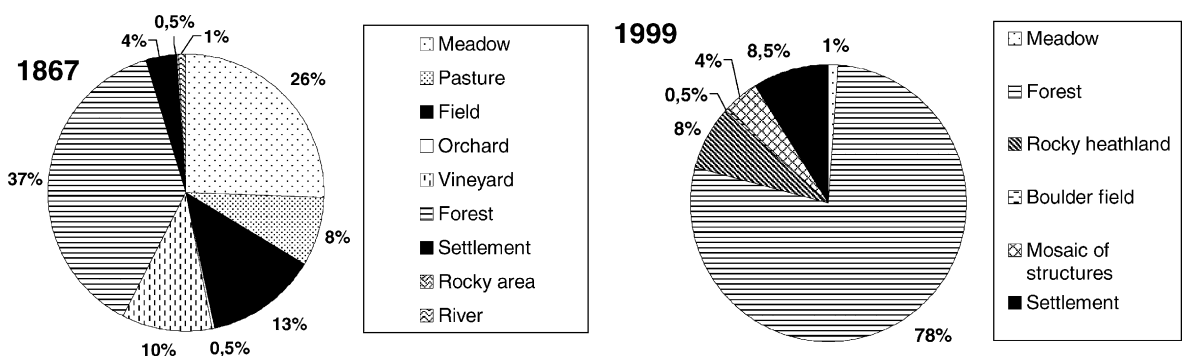 1867
0,5%
4%
1%
26%
37%
8%
13%
10%
0,5%
Meadow
Pasture
Field
Orchard
Vineyard
Forest
Settlement
Rocky area
River
1999
8,5%
1%
4%
0,5%
8%
78%
Meadow
Forest
Rocky heathland
Boulder field
Mosaic of
structures
Settlement